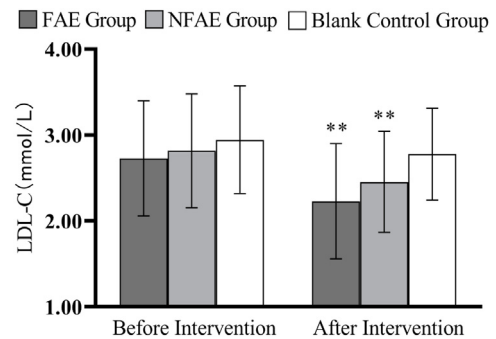 FAE Group NFAE Group Blank Control Group
4.00
3.00
2.00
1.00
LDL-C(mmol/L)
** **
Before Intervention After Intervention